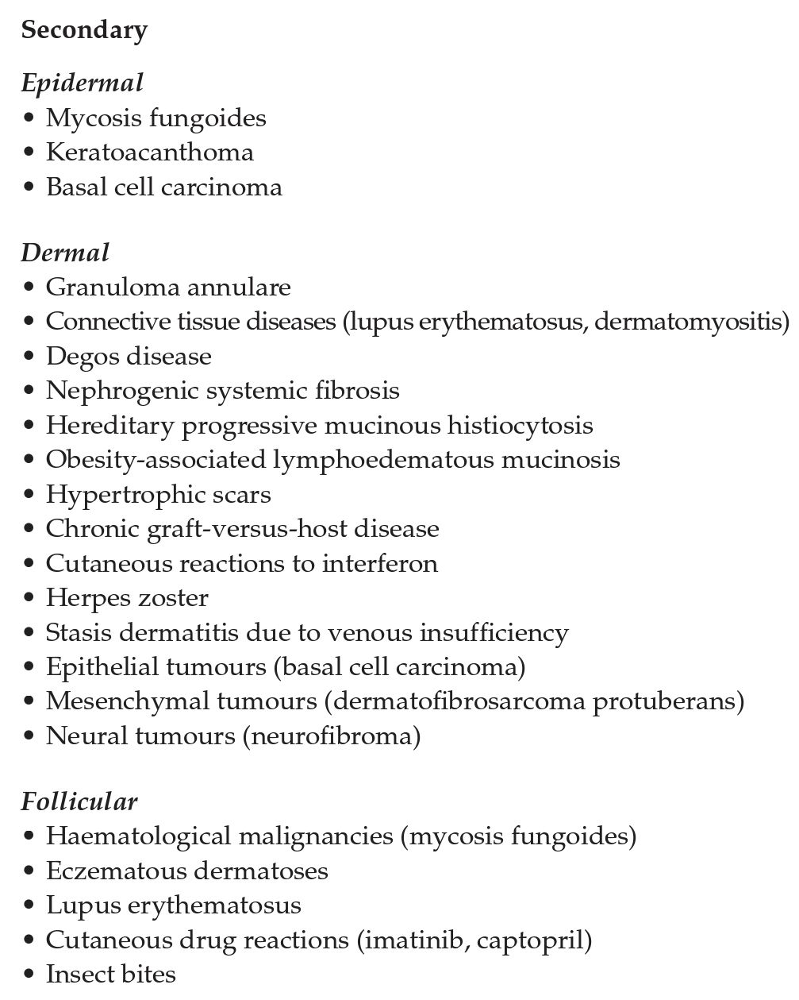 Secondary
Epidermal
• Mycosis fungoides
• Keratoacanthoma
• Basal cell carcinoma
Dermal
• Granuloma annulare
• Connective tissue diseases (lupus erythematosus, dermatomyositis)
• Degos disease
• Nephrogenic systemic fibrosis
• Hereditary progressive mucinous histiocytosis
• Obesity-associated lymphoedematous mucinosis
• Hypertrophic scars
• Chronic graft-versus-host disease
• Cutaneous reactions to interferon
• Herpes zoster
• Stasis dermatitis due to venous insufficiency
• Epithelial tumours (basal cell carcinoma)
• Mesenchymal tumours (dermatofibrosarcoma protuberans)
• Neural tumours (neurofibroma)
Follicular
• Haematological malignancies (mycosis fungoides)
• Eczematous dermatoses
• Lupus erythematosus
• Cutaneous drug reactions (imatinib, captopril)
• Insect bites